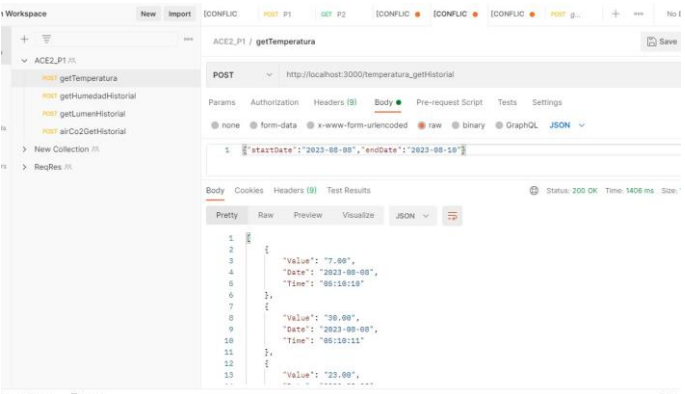 Workspace New Import [CONFLIC POST P1 GET P2 [CONFLIC [CONFLIC [CONFLIC POST g... + No E
+
ACE2_P1 / getTemperatura Save
ACE2_P1
POST getTemperatura
POST http://localhost:3000/temperatura_getHistorial
POST getHumedadHistorial
POST getLumenHistorial
POST airCo2GetHistorial
New Collection
ReqRes
Params Authorization Headers (9) Body Pre-request Script Tests Settings
none form-data x-www-form-urlencoded raw binary GraphQL JSON
1 {"startDate":"2023-08-08","endDate":"2023-08-10"}
Body Cookies Headers (9) Test Results Status: 200 OK Time: 1406 ms Size:
Pretty Raw Preview Visualize JSON
1 [
2 {
3 "Value": "7.00",
4 "Date": "2023-08-08",
5 "Time": "05:10:10"
6 },
7 {
8 "Value": "30.00",
9 "Date": "2023-08-08",
10 "Time": "05:10:11"
11 },
12 {
13 "Value": "23.00",